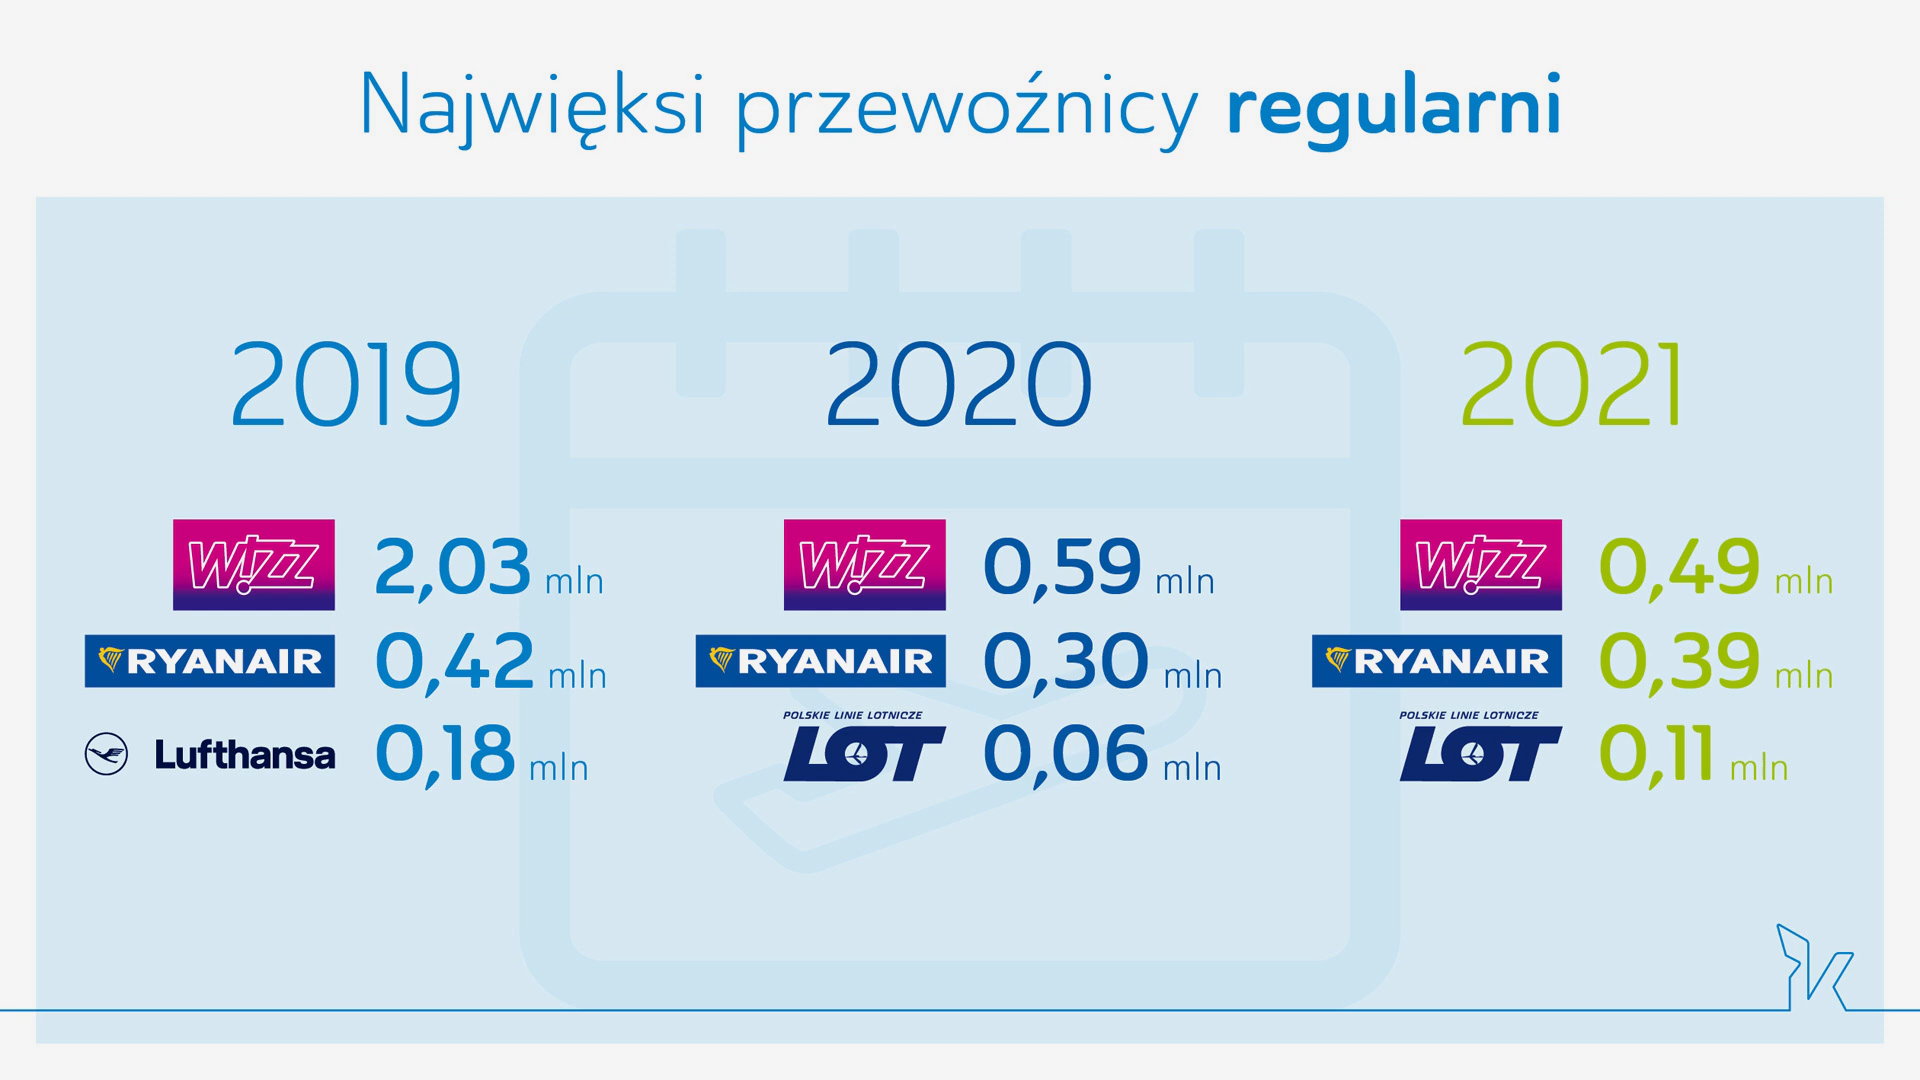 Najwięksi przewoźnicy regularni
2019
WIZZ 2,03 mln
RYANAIR 0,42 mln
Lufthansa 0,18 mln
2020
WIZZ 0,59 mln
RYANAIR 0,30 mln
POLSKIE LINIE LOTNICZE
LOT 0,06 mln
2021
WIZZ 0,49 mln
RYANAIR 0,39 mln
POLSKIE LINIE LOTNICZE
LOT 0,11 mln